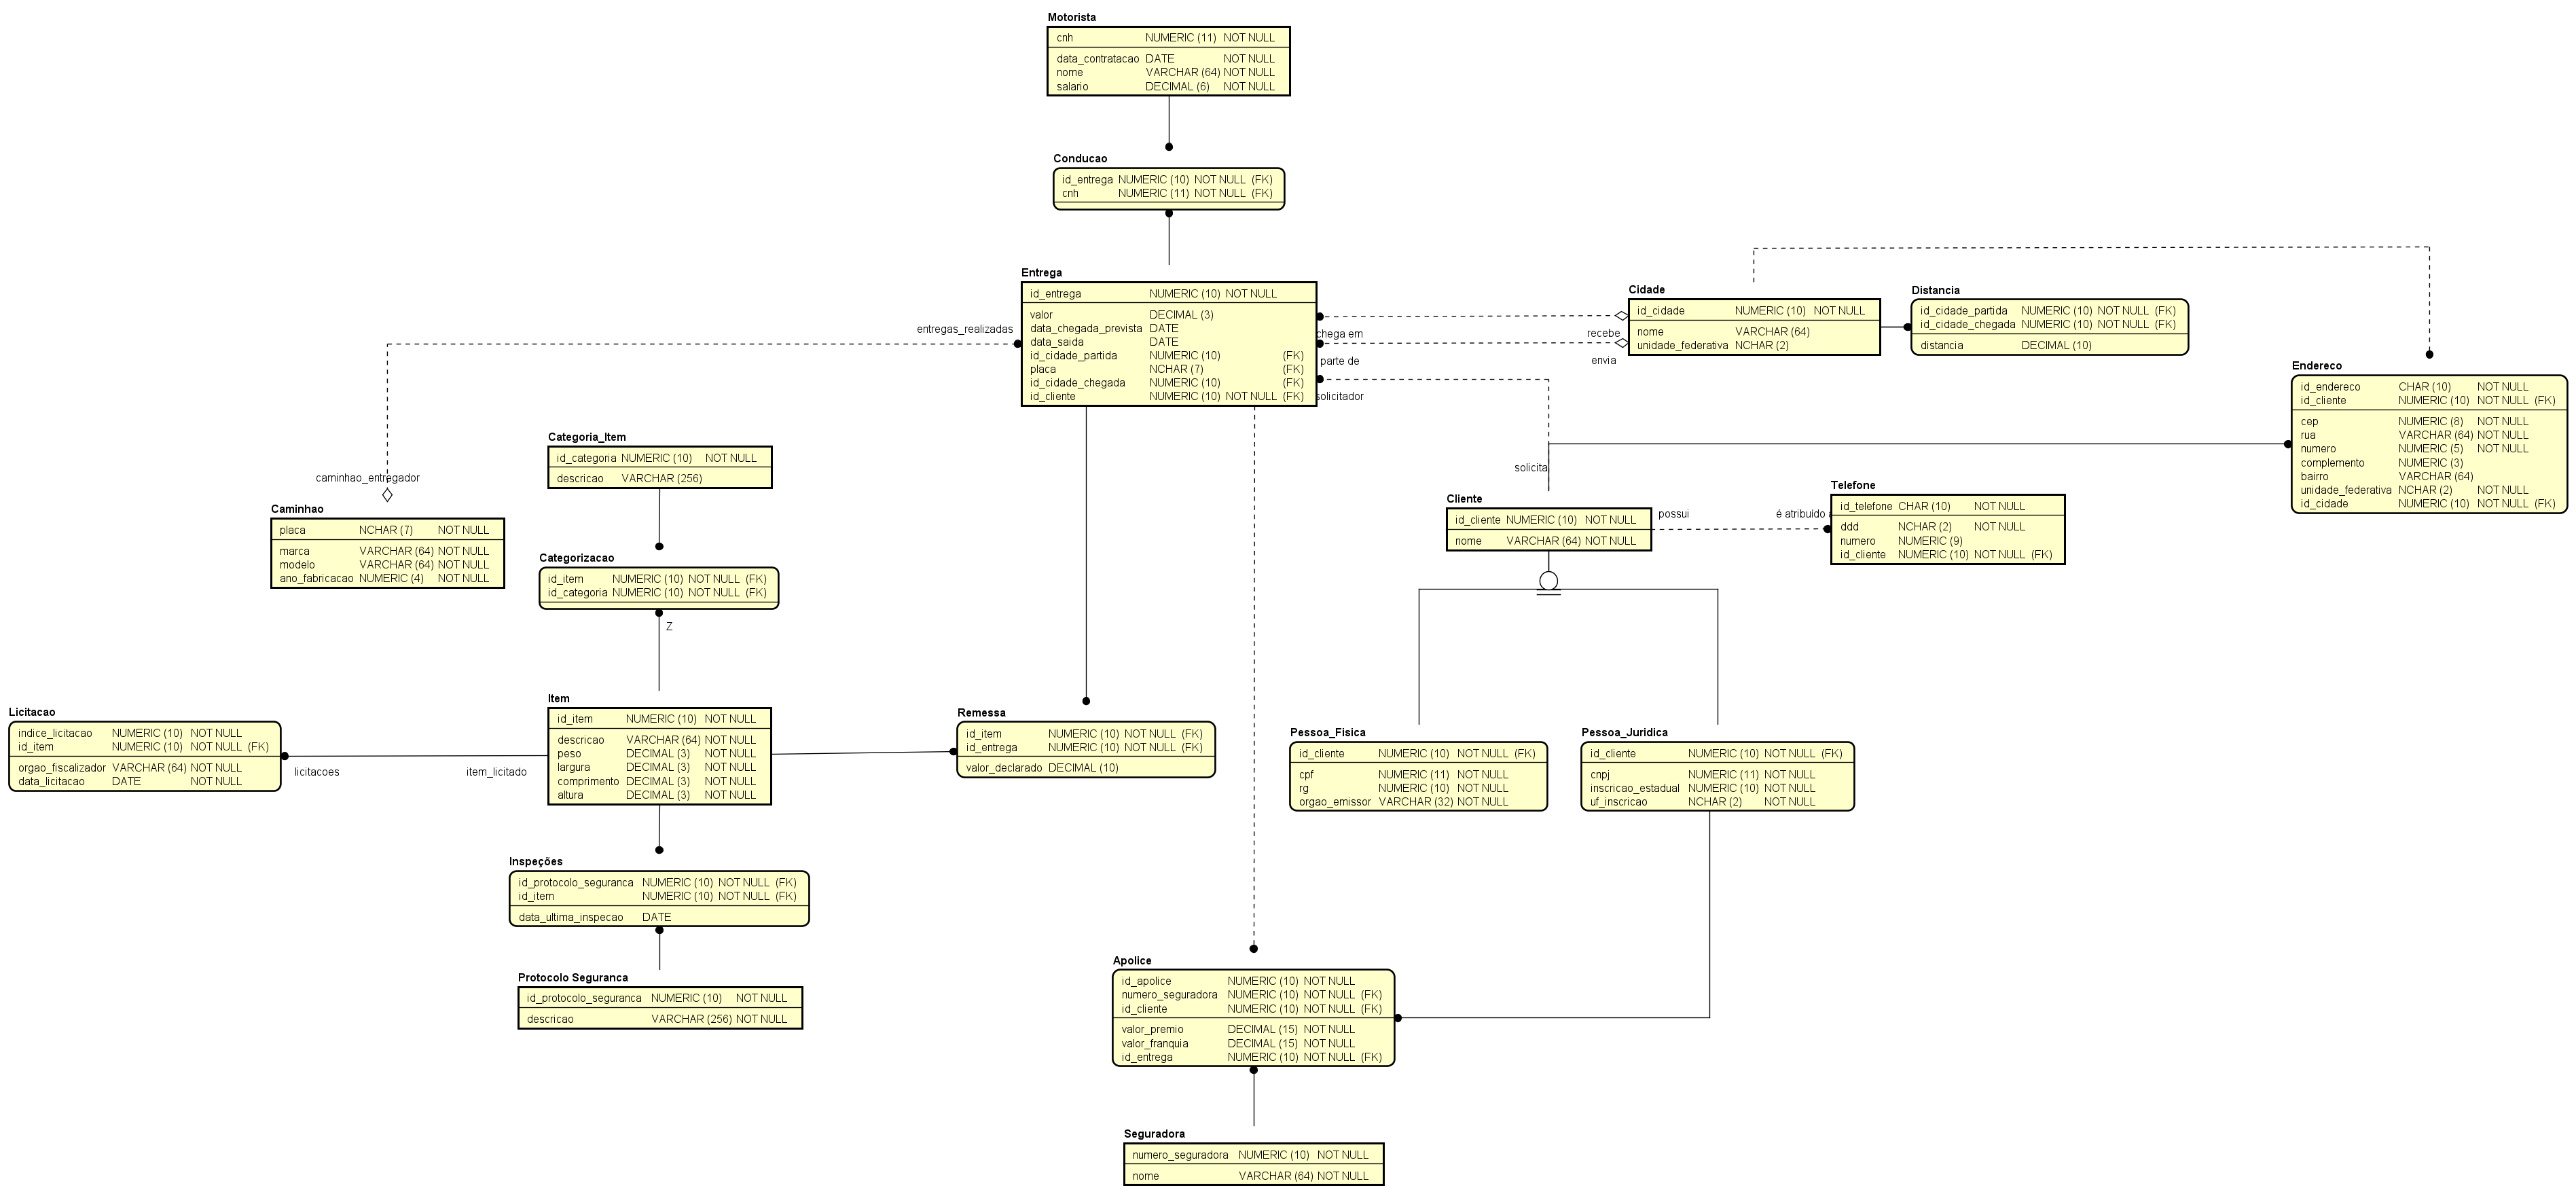 Motorista
cnh NUMERIC (11) NOT NULL
data_contratacao DATE NOT NULL
nome VARCHAR (64) NOT NULL
salario DECIMAL (6) NOT NULL
Conducao
id_entrega NUMERIC (10) NOT NULL (FK)
cnh NUMERIC (11) NOT NULL (FK)
Entrega
id_entrega NUMERIC (10) NOT NULL
valor DECIMAL (3)
data_chegada_prevista DATE
data_saida DATE
id_cidade_partida NUMERIC (10) (FK)
placa NCHAR (7) (FK)
id_cidade_chegada NUMERIC (10) (FK)
id_cliente NUMERIC (10) NOT NULL (FK)
entregas_realizadas
caminhao_entregador
chega em
recebe
parte de
envia
solicitador
solicita
Cidade
id_cidade NUMERIC (10) NOT NULL
nome VARCHAR (64)
unidade_federativa NCHAR (2)
Distancia
id_cidade_partida NUMERIC (10) NOT NULL (FK)
id_cidade_chegada NUMERIC (10) NOT NULL (FK)
distancia DECIMAL (10)
Endereco
id_endereco CHAR (10) NOT NULL
id_cliente NUMERIC (10) NOT NULL (FK)
cep NUMERIC (8) NOT NULL
rua VARCHAR (64) NOT NULL
numero NUMERIC (5) NOT NULL
complemento NUMERIC (3)
bairro VARCHAR (64)
unidade_federativa NCHAR (2) NOT NULL
id_cidade NUMERIC (10) NOT NULL (FK)
Categoria_Item
id_categoria NUMERIC (10) NOT NULL
descricao VARCHAR (256)
Caminhao
placa NCHAR (7) NOT NULL
marca VARCHAR (64) NOT NULL
modelo VARCHAR (64) NOT NULL
ano_fabricacao NUMERIC (4) NOT NULL
Categorizacao
id_item NUMERIC (10) NOT NULL (FK)
id_categoria NUMERIC (10) NOT NULL (FK)
Z
Cliente
id_cliente NUMERIC (10) NOT NULL
nome VARCHAR (64) NOT NULL
possui
é atribuído a
Telefone
id_telefone CHAR (10) NOT NULL
ddd NCHAR (2) NOT NULL
numero NUMERIC (9)
id_cliente NUMERIC (10) NOT NULL (FK)
Licitacao
indice_licitacao NUMERIC (10) NOT NULL
id_item NUMERIC (10) NOT NULL (FK)
orgao_fiscalizador VARCHAR (64) NOT NULL
data_licitacao DATE NOT NULL
licitacoes
item_licitado
Item
id_item NUMERIC (10) NOT NULL
descricao VARCHAR (64) NOT NULL
peso DECIMAL (3) NOT NULL
largura DECIMAL (3) NOT NULL
comprimento DECIMAL (3) NOT NULL
altura DECIMAL (3) NOT NULL
Remessa
id_item NUMERIC (10) NOT NULL (FK)
id_entrega NUMERIC (10) NOT NULL (FK)
valor_declarado DECIMAL (10)
Pessoa_Fisica
id_cliente NUMERIC (10) NOT NULL (FK)
cpf NUMERIC (11) NOT NULL
rg NUMERIC (10) NOT NULL
orgao_emissor VARCHAR (32) NOT NULL
Pessoa_Juridica
id_cliente NUMERIC (10) NOT NULL (FK)
cnpj NUMERIC (11) NOT NULL
inscricao_estadual NUMERIC (10) NOT NULL
uf_inscricao NCHAR (2) NOT NULL
Inspeções
id_protocolo_seguranca NUMERIC (10) NOT NULL (FK)
id_item NUMERIC (10) NOT NULL (FK)
data_ultima_inspecao DATE
Protocolo Seguranca
id_protocolo_seguranca NUMERIC (10) NOT NULL
descricao VARCHAR (256) NOT NULL
Apolice
id_apolice NUMERIC (10) NOT NULL
numero_seguradora NUMERIC (10) NOT NULL (FK)
id_cliente NUMERIC (10) NOT NULL (FK)
valor_premio DECIMAL (15) NOT NULL
valor_franquia DECIMAL (15) NOT NULL
id_entrega NUMERIC (10) NOT NULL (FK)
Seguradora
numero_seguradora NUMERIC (10) NOT NULL
nome VARCHAR (64) NOT NULL